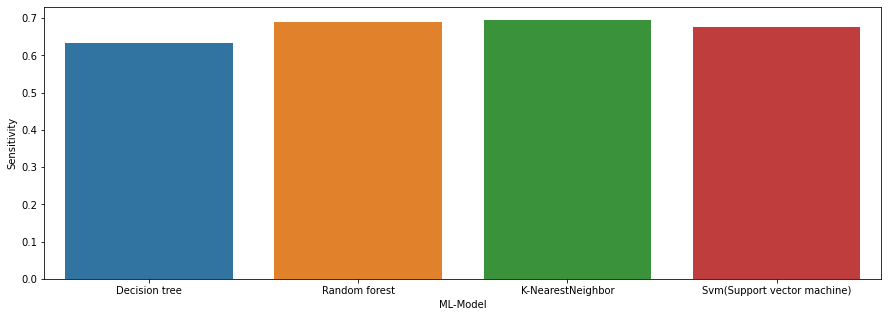 0.7
0.6
0.5
0.4
0.3
0.2
0.1
0.0
Sensitivity
Decision tree
Random forest
K-NearestNeighbor
Svm(Support vector machine)
ML-Model